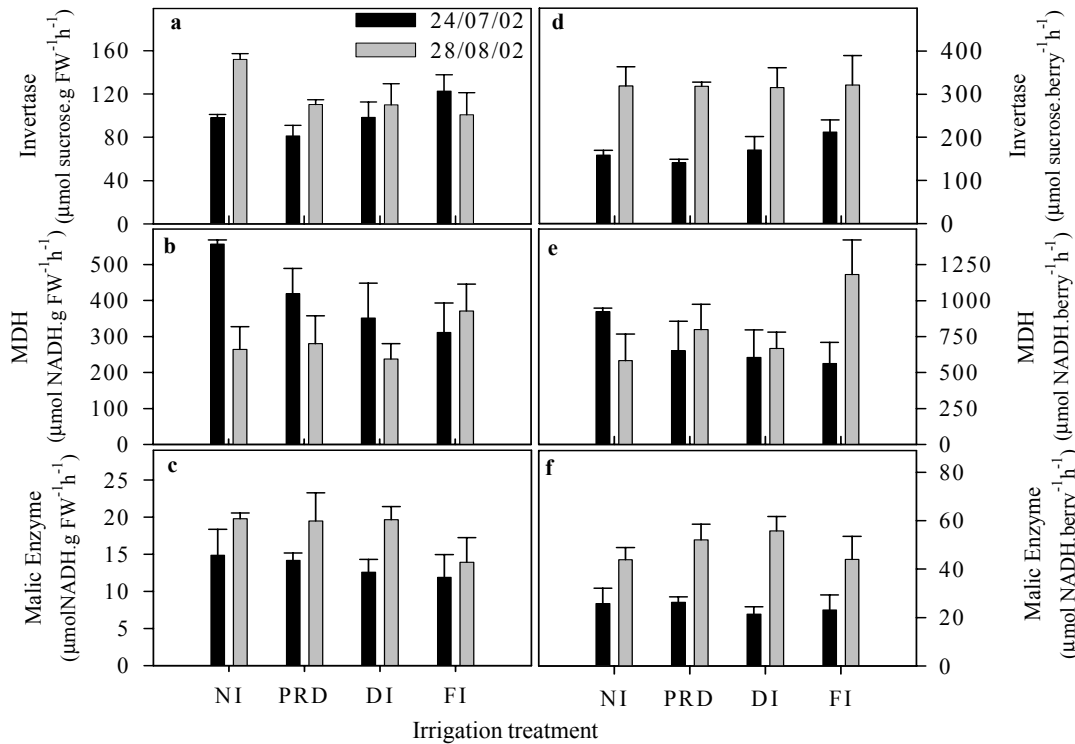 a
24/07/02
28/08/02
160
120
80
40
0
Invertase
(µmol sucrose.g FW⁻¹h⁻¹)
d
400
300
200
100
0
Invertase
(µmol sucrose.berry⁻¹h⁻¹)
b
500
400
300
200
100
0
MDH
(µmol NADH.g FW⁻¹h⁻¹)
e
1250
1000
750
500
250
0
MDH
(µmol NADH.berry⁻¹h⁻¹)
c
25
20
15
10
5
0
Malic Enzyme
(µmolNADH.g FW⁻¹h⁻¹)
f
80
60
40
20
0
Malic Enzyme
(µmol NADH.berry⁻¹h⁻¹)
NI PRD DI FI
NI PRD DI FI
Irrigation treatment